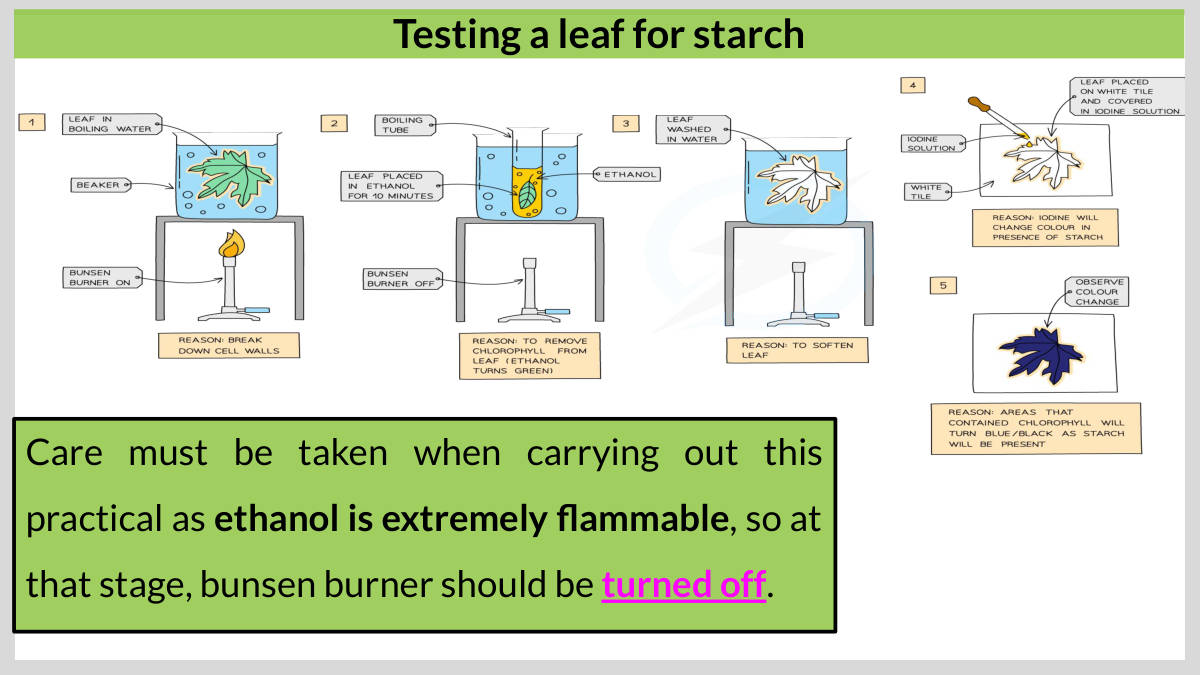 Testing a leaf for starch
1
LEAF IN
BOILING WATER
BEAKER
BUNSEN
BURNER ON
REASON: BREAK
DOWN CELL WALLS
2
BOILING
TUBE
LEAF PLACED
IN ETHANOL
FOR 10 MINUTES
ETHANOL
BUNSEN
BURNER OFF
REASON: TO REMOVE
CHLOROPHYLL FROM
LEAF (ETHANOL
TURNS GREEN)
3
LEAF
WASHED
IN WATER
REASON: TO SOFTEN
LEAF
4
LEAF PLACED
ON WHITE TILE
AND COVERED
IN IODINE SOLUTION
IODINE
SOLUTION
WHITE
TILE
REASON: IODINE WILL
CHANGE COLOUR IN
PRESENCE OF STARCH
5
OBSERVE
COLOUR
CHANGE
REASON: AREAS THAT
CONTAINED CHLOROPHYLL WILL
TURN BLUE/BLACK AS STARCH
WILL BE PRESENT
Care must be taken when carrying out this
practical as ethanol is extremely flammable, so at
that stage, bunsen burner should be turned off.